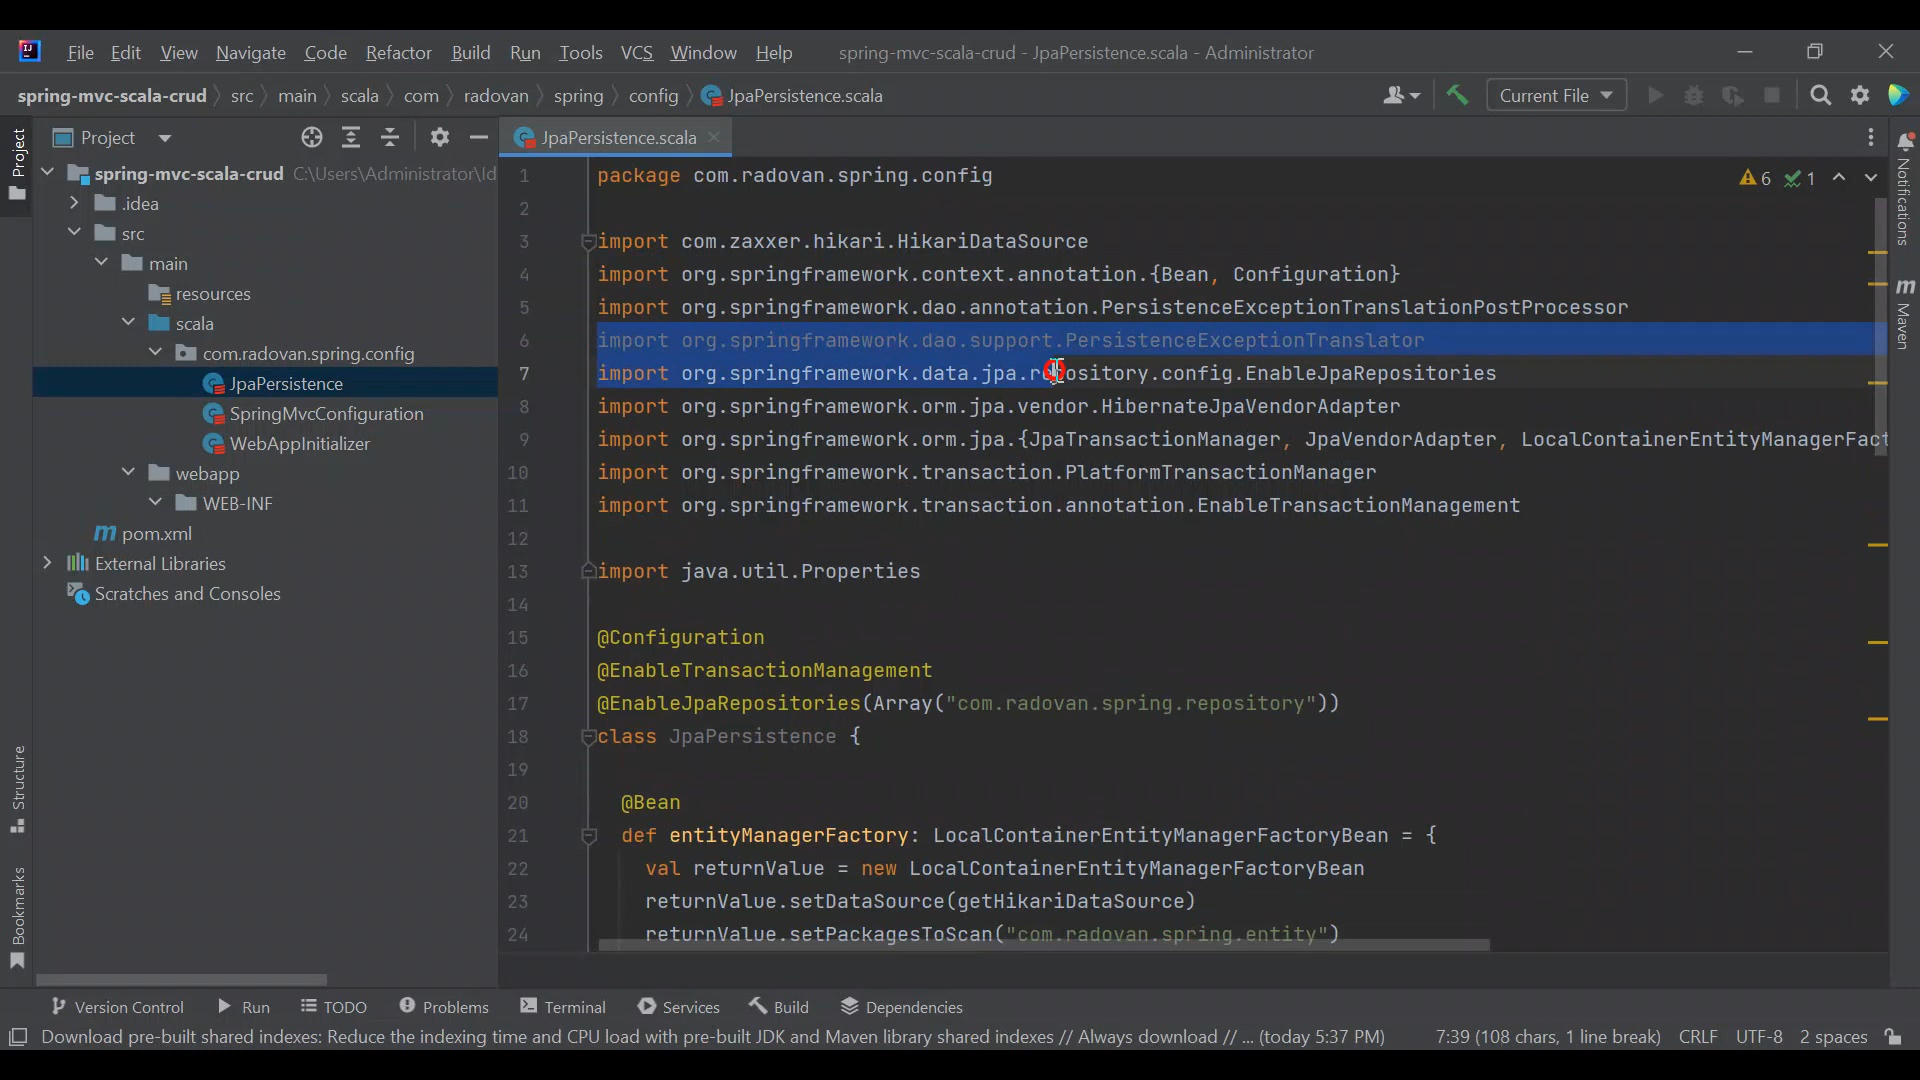 File Edit View Navigate Code Refactor Build Run Tools VCS Window Help spring-mvc-scala-crud - JpaPersistence.scala - Administrator
spring-mvc-scala-crud src main scala com radovan spring config JpaPersistence.scala Current File
Project
JpaPersistence.scala
Project
spring-mvc-scala-crud C:\Users\Administrator\Id
.idea
src
main
resources
scala
com.radovan.spring.config
JpaPersistence
SpringMvcConfiguration
WebAppInitializer
webapp
WEB-INF
pom.xml
External Libraries
Scratches and Consoles
Structure
Bookmarks
6 1
1 package com.radovan.spring.config
2
3 import com.zaxxer.hikari.HikariDataSource
4 import org.springframework.context.annotation.{Bean, Configuration}
5 import org.springframework.dao.annotation.PersistenceExceptionTranslationPostProcessor
6 import org.springframework.dao.support.PersistenceExceptionTranslator
7 import org.springframework.data.jpa.repository.config.EnableJpaRepositories
8 import org.springframework.orm.jpa.vendor.HibernateJpaVendorAdapter
9 import org.springframework.orm.jpa.{JpaTransactionManager, JpaVendorAdapter, LocalContainerEntityManagerFact
10 import org.springframework.transaction.PlatformTransactionManager
11 import org.springframework.transaction.annotation.EnableTransactionManagement
12
13 import java.util.Properties
14
15 @Configuration
16 @EnableTransactionManagement
17 @EnableJpaRepositories(Array("com.radovan.spring.repository"))
18 class JpaPersistence {
19
20 @Bean
21 def entityManagerFactory: LocalContainerEntityManagerFactoryBean = {
22 val returnValue = new LocalContainerEntityManagerFactoryBean
23 returnValue.setDataSource(getHikariDataSource)
24 returnValue.setPackagesToScan("com.radovan.spring.entity")
Notifications
Maven
Version Control Run TODO Problems Terminal Services Build Dependencies
Download pre-built shared indexes: Reduce the indexing time and CPU load with pre-built JDK and Maven library shared indexes // Always download // ... (today 5:37 PM) 7:39 (108 chars, 1 line break) CRLF UTF-8 2 spaces